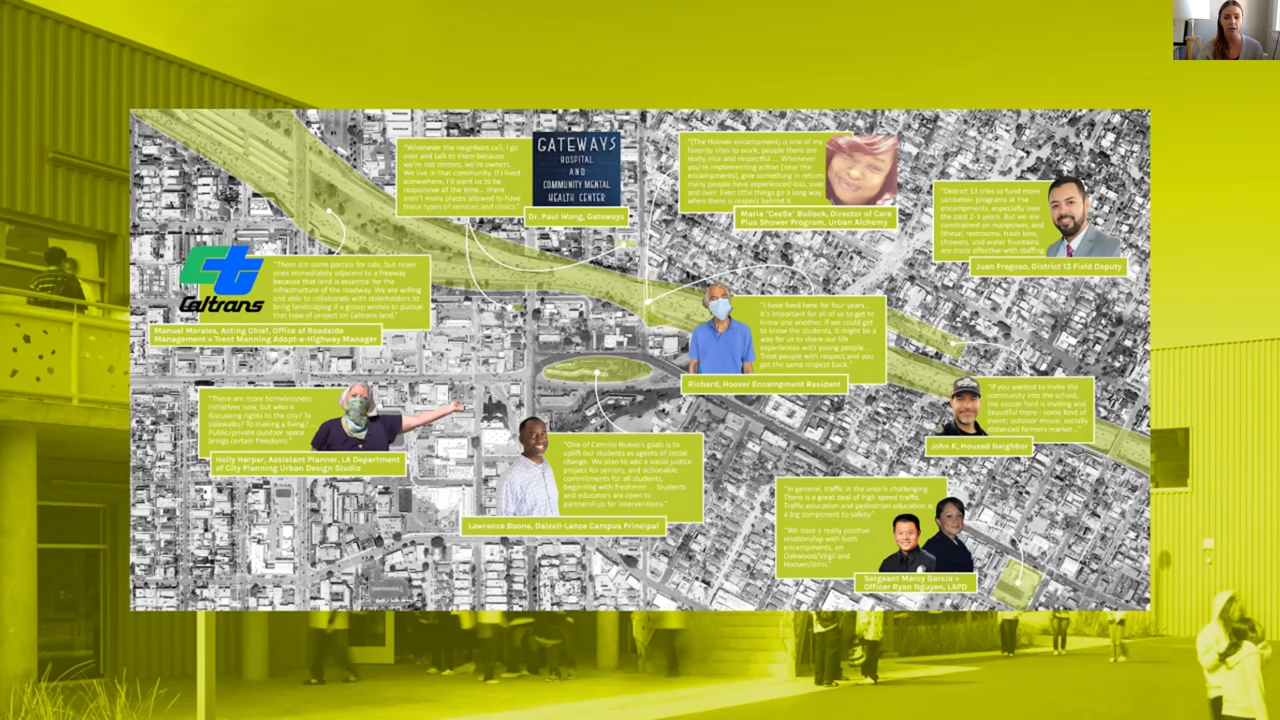 "Whenever the neighbors call, I go
over and talk to them because
we're not renters, we're owners.
We live in that community. If I lived
somewhere, I'd want us to be
responsive all the time... there
aren't many places allowed to have
these types of services and clinics."
GATEWAYS
HOSPITAL
AND
COMMUNITY MENTAL
HEALTH CENTER
Dr. Paul Wong, Gateways
"[The Hoover encampment] is one of my
favorite sites to work; people there are
really nice and respectful ... Whenever
you're implementing action [near the
encampments], give something in return
many people have experienced loss, over
and over. Even little things go a long way
when there is respect behind it.
Maria "CeeSe" Bullock, Director of Care
Plus Shower Program, Urban Alchemy
"District 13 tries to fund more
sanitation programs at the
encampments, especially over
the past 2-3 years. But we are
constrained on manpower, and
[these] restrooms, trash bins,
showers, and water fountains
are more effective with staffing
Juan Fregoso, District 13 Field Deputy
Caltrans
"There are some parcels for sale, but never
ones immediately adjacent to a freeway
because that land is essential for the
infrastructure of the roadway. We are willing
and able to collaborate with stakeholders to
bring landscaping if a group wishes to pursue
that type of project on Caltrans land."
Manuel Morales, Acting Chief, Office of Roadside
Management + Trent Manning Adopt-a-Highway Manager
"I have lived here for four years...
It's important for all of us to get to
know one another. If we could get
to know the students, it might be a
way for us to share our life
experiences with young people...
Treat people with respect and you
get the same respect back."
Richard, Hoover Encampment Resident
"If you wanted to invite the
community into the school,
the soccer field is inviting and
beautiful there - some kind of
event; outdoor movie, socially
distanced farmers market..."
John K, Housed Neighbor
"There are more homelessness
initiatives now, but who is
discussing rights to the city? To
sidewalks? To making a living?
Public/private outdoor space
brings certain freedoms."
Holly Harper, Assistant Planner, LA Department
of City Planning Urban Design Studio
"One of Camino Nuevo's goals is to
uplift our students as agents of social
change. We plan to add a social justice
project for seniors, and actionable
commitments for all students,
beginning with freshmen ... Students
and educators are open to
partnerships for interventions."
Lawrence Boone, Dalzell-Lance Campus Principal
"In general, traffic in the area is challenging.
There is a great deal of high speed traffic.
Traffic education and pedestrian education is
a big component to safety."
"We have a really positive
relationship with both
encampments, on
Oakwood/Virgil and
Hoover/John."
Sergeant Marcy Garcia +
Officer Ryan Nguyen, LAPD